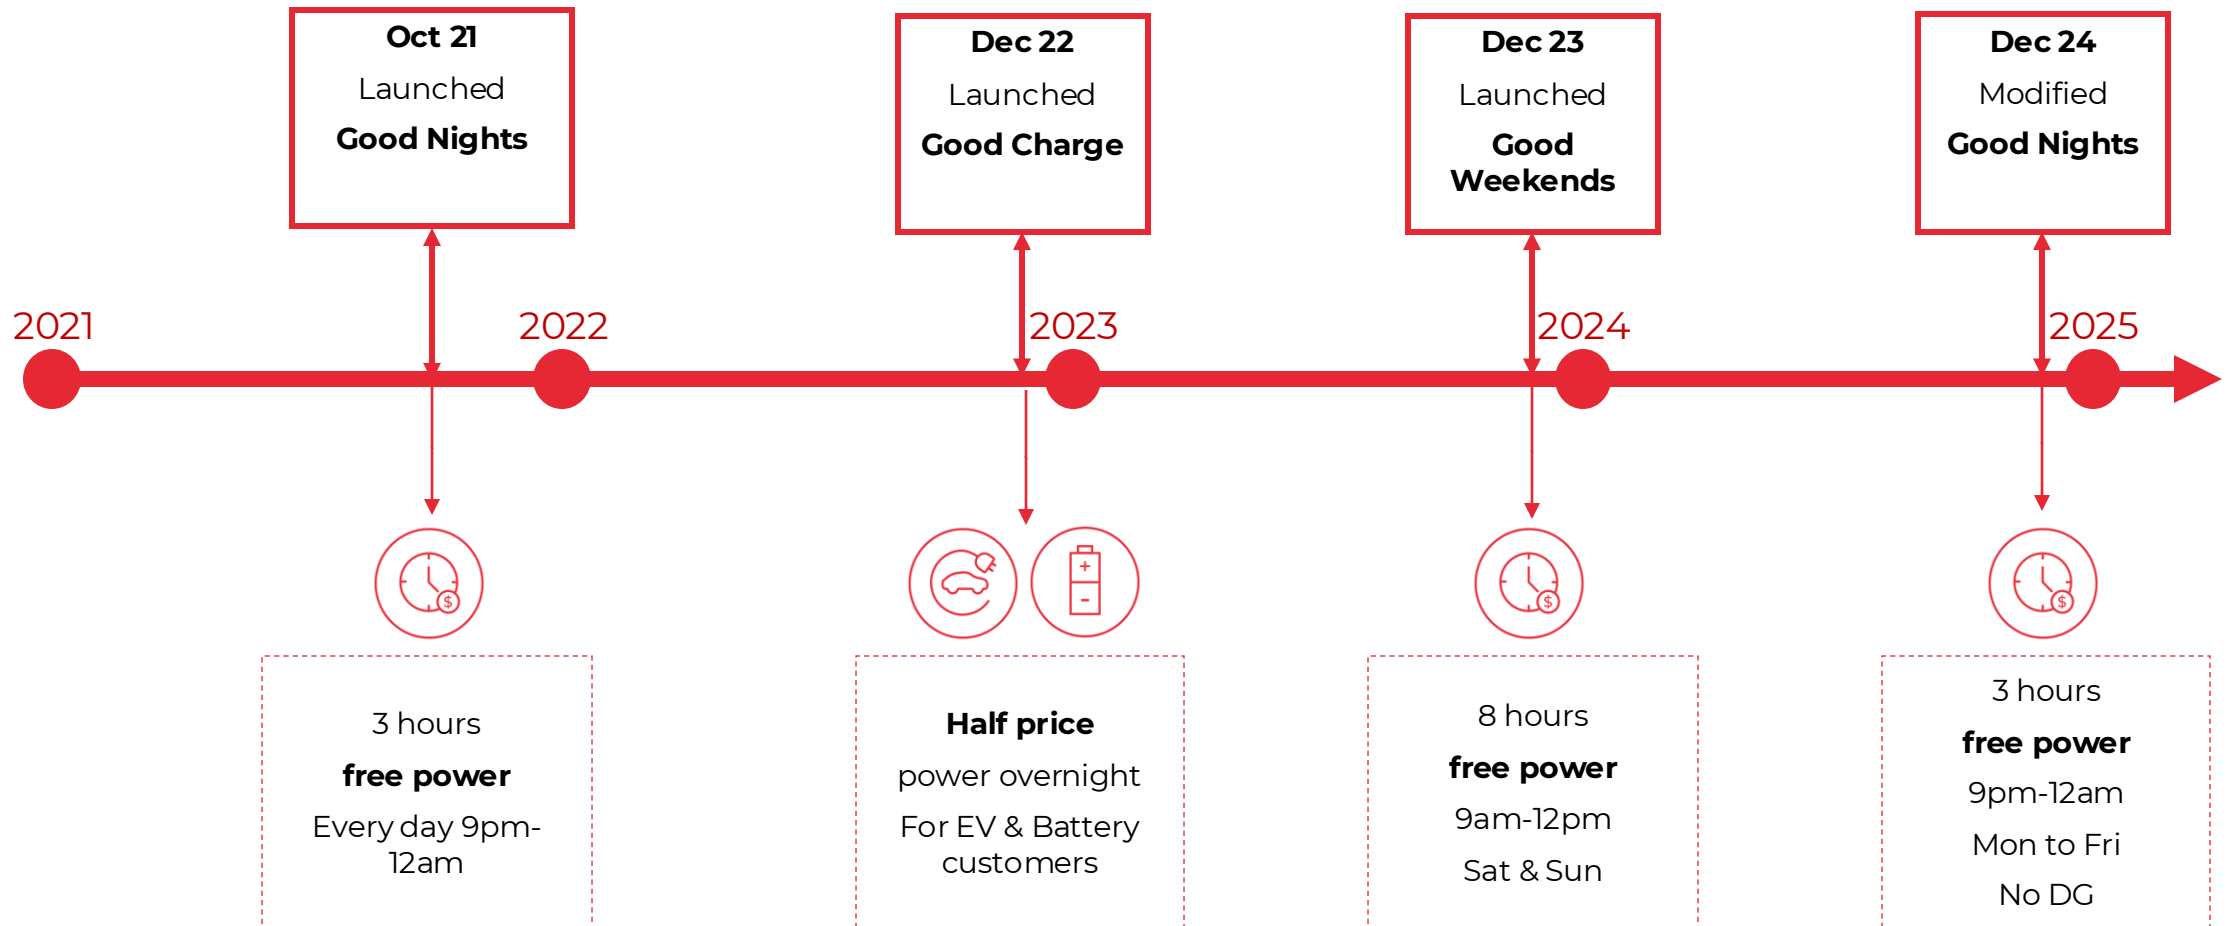 Oct 21
Launched
Good Nights
Dec 22
Launched
Good Charge
Dec 23
Launched
Good
Weekends
Dec 24
Modified
Good Nights
2021
2022
2023
2024
2025
$
+
-
$
$
3 hours
free power
Every day 9pm-
12am
Half price
power overnight
For EV & Battery
customers
8 hours
free power
9am-12pm
Sat & Sun
3 hours
free power
9pm-12am
Mon to Fri
No DG